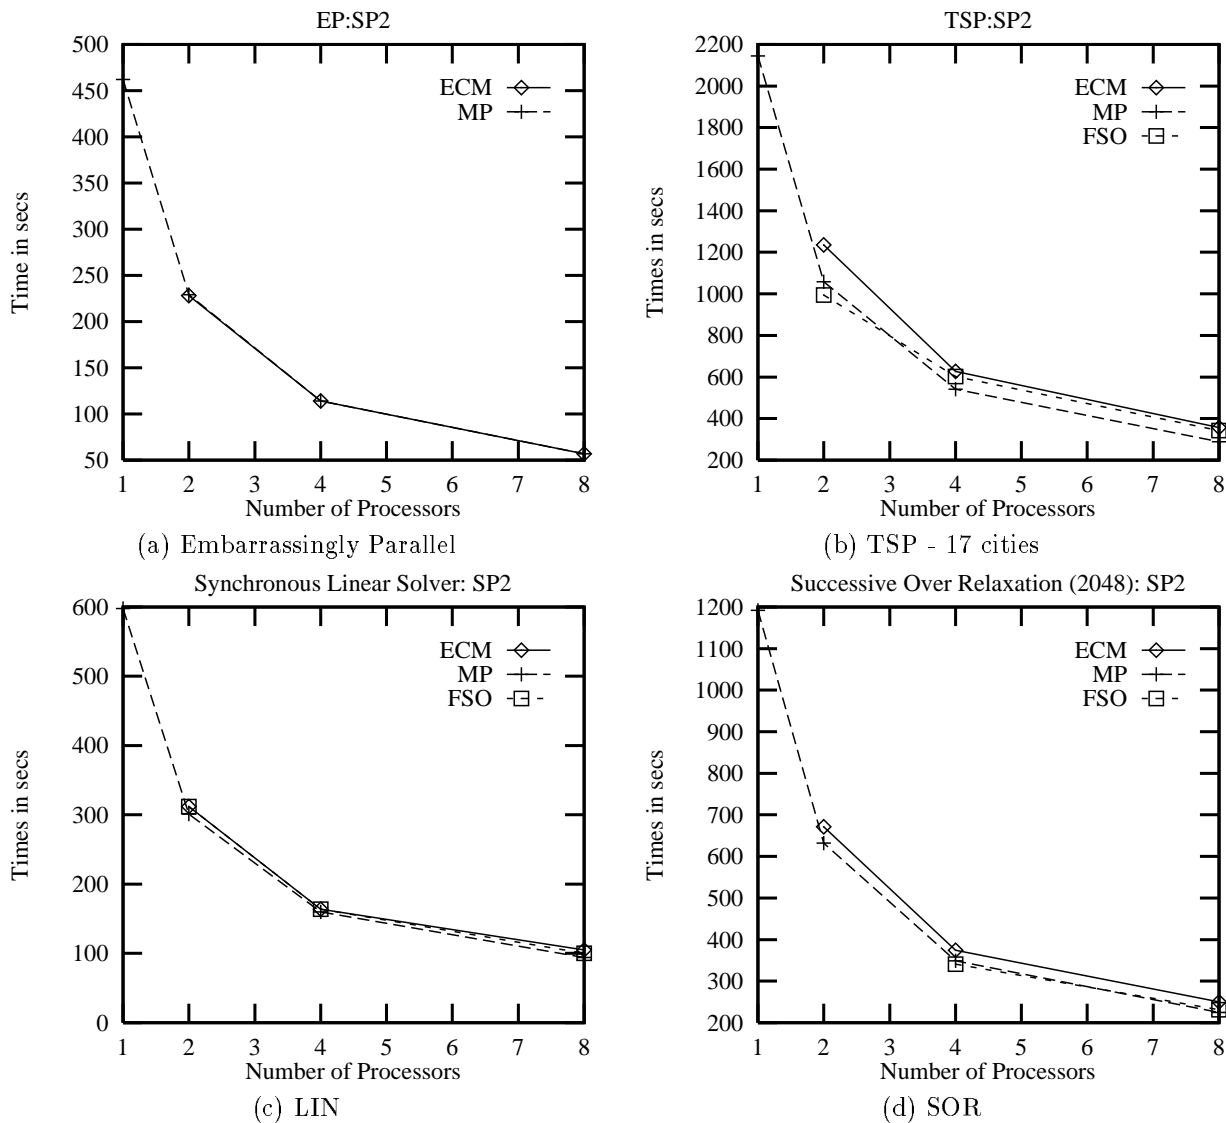 EP:SP2
500
450
400
350
300
250
200
150
100
50
Time in secs
ECM
MP
1 2 3 4 5 6 7 8
Number of Processors
(a) Embarrassingly Parallel
TSP:SP2
2200
2000
1800
1600
1400
1200
1000
800
600
400
200
Times in secs
ECM
MP
FSO
1 2 3 4 5 6 7 8
Number of Processors
(b) TSP - 17 cities
Synchronous Linear Solver: SP2
600
500
400
300
200
100
0
Times in secs
ECM
MP
FSO
1 2 3 4 5 6 7 8
Number of Processors
(c) LIN
Successive Over Relaxation (2048): SP2
1200
1100
1000
900
800
700
600
500
400
300
200
Times in secs
ECM
MP
FSO
1 2 3 4 5 6 7 8
Number of Processors
(d) SOR